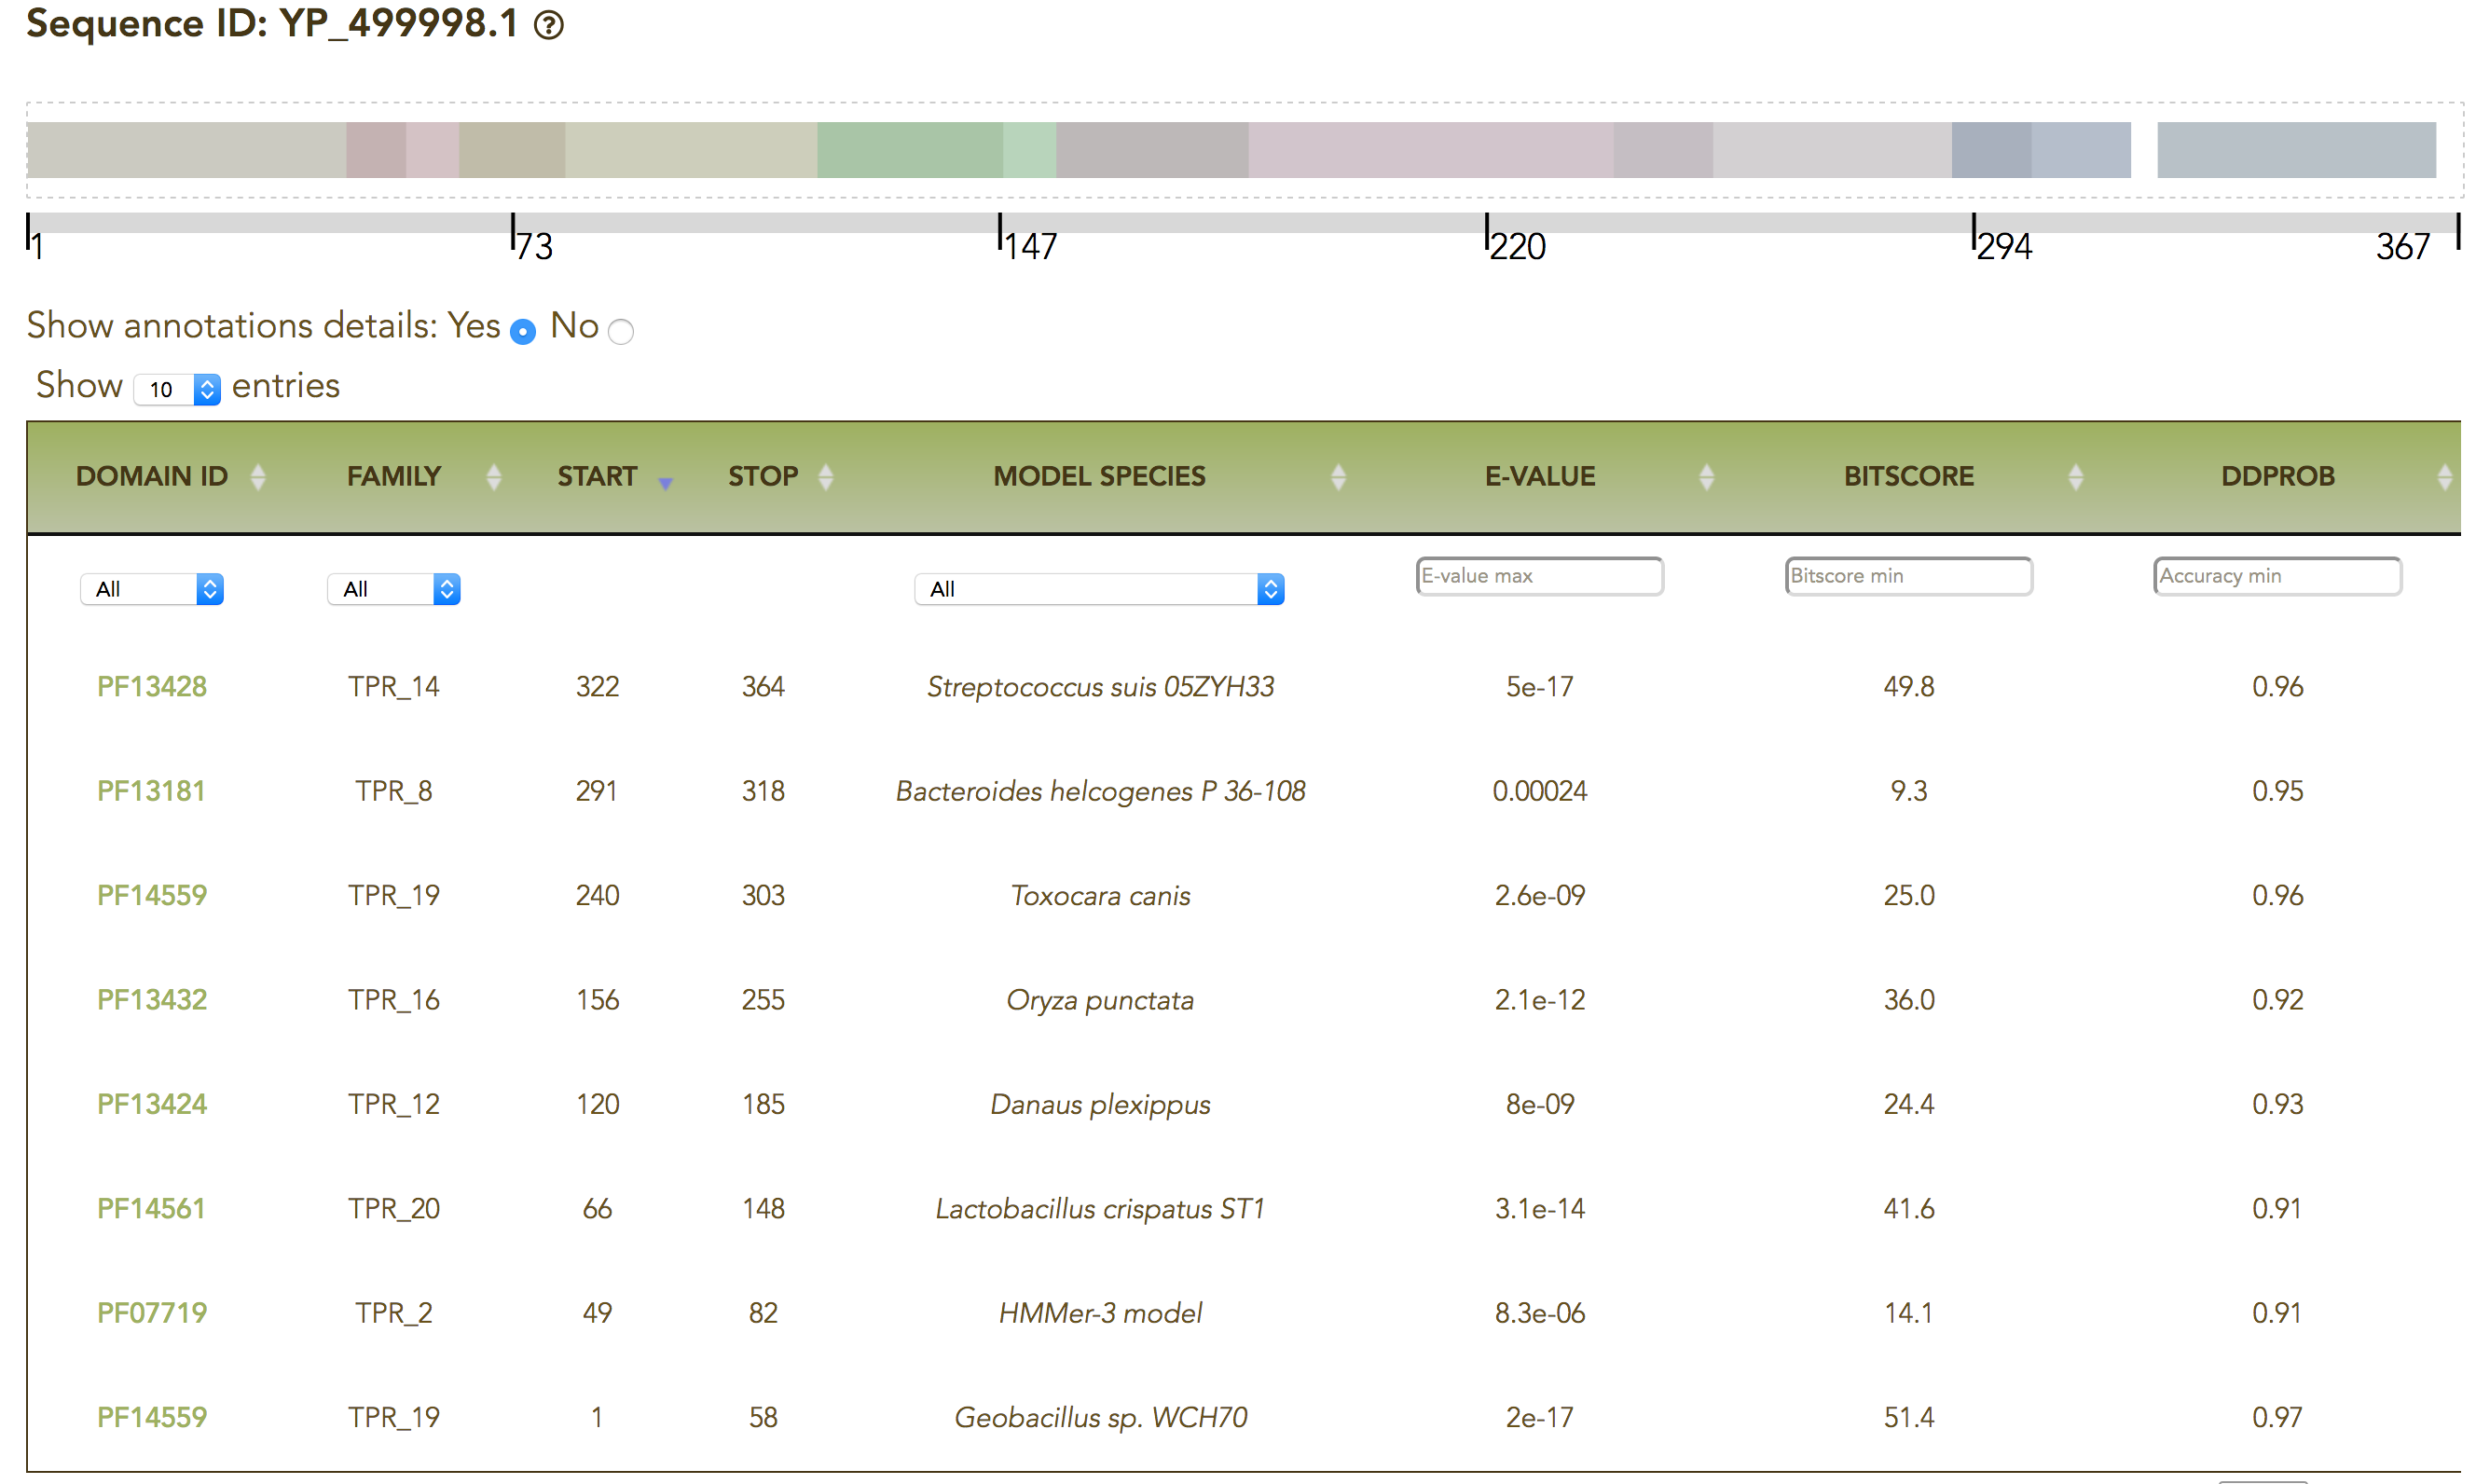 Sequence ID: YP_499998.1 ?
1 73 147 220 294 367
Show annotations details: Yes No
Show 10 entries
DOMAIN ID FAMILY START STOP MODEL SPECIES E-VALUE BITSCORE DDPROB
All All All E-value max Bitscore min Accuracy min
PF13428 TPR_14 322 364 Streptococcus suis 05ZYH33 5e-17 49.8 0.96
PF13181 TPR_8 291 318 Bacteroides helcogenes P 36-108 0.00024 9.3 0.95
PF14559 TPR_19 240 303 Toxocara canis 2.6e-09 25.0 0.96
PF13432 TPR_16 156 255 Oryza punctata 2.1e-12 36.0 0.92
PF13424 TPR_12 120 185 Danaus plexippus 8e-09 24.4 0.93
PF14561 TPR_20 66 148 Lactobacillus crispatus ST1 3.1e-14 41.6 0.91
PF07719 TPR_2 49 82 HMMer-3 model 8.3e-06 14.1 0.91
PF14559 TPR_19 1 58 Geobacillus sp. WCH70 2e-17 51.4 0.97